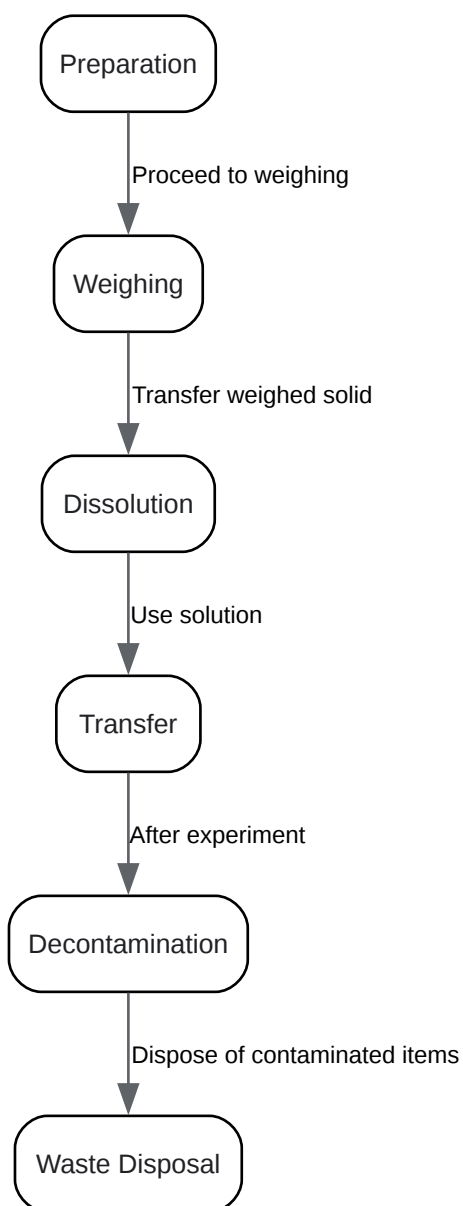 Preparation
Proceed to weighing
Weighing
Transfer weighed solid
Dissolution
Use solution
Transfer
After experiment
Decontamination
Dispose of contaminated items
Waste Disposal